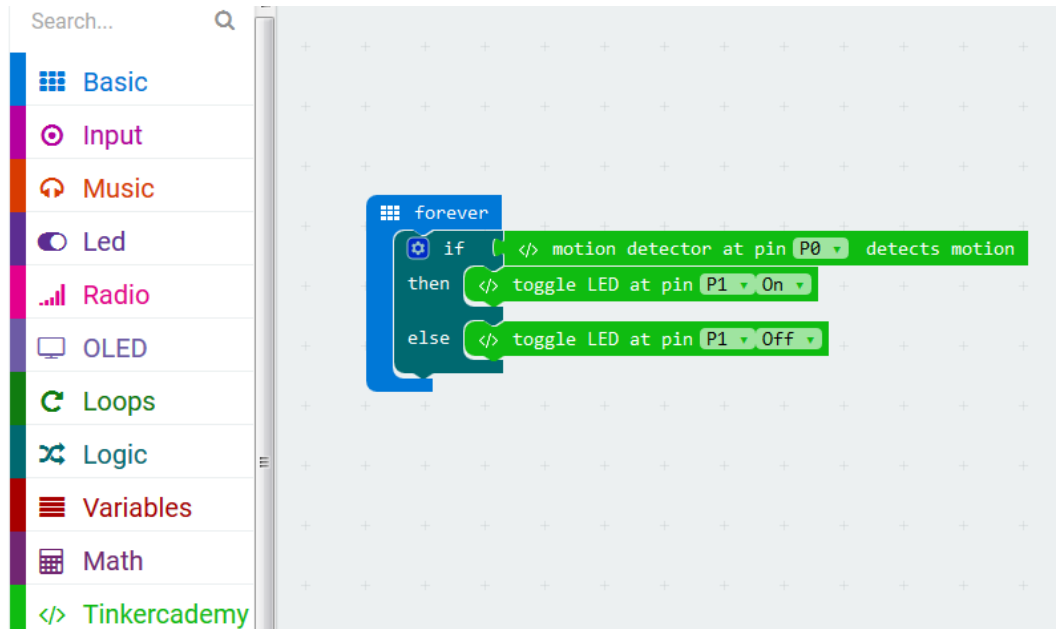 Search...
Basic
Input
Music
Led
Radio
OLED
Loops
Logic
Variables
Math
</> Tinkercademy
forever
if </> motion detector at pin P0 detects motion
then </> toggle LED at pin P1 On
else </> toggle LED at pin P1 Off